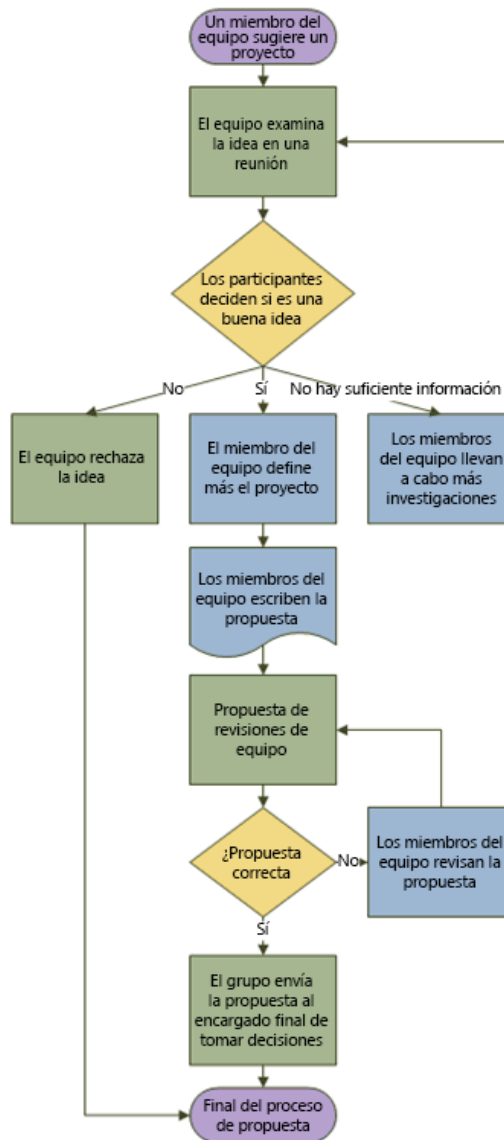 Un miembro del
equipo sugiere un
proyecto
El equipo examina
la idea en una
reunión
Los participantes
deciden si es una
buena idea
No
Sí
No hay suficiente información
El equipo rechaza
la idea
El miembro del
equipo define
más el proyecto
Los miembros
del equipo llevan
a cabo más
investigaciones
Los miembros del
equipo escriben la
propuesta
Propuesta de
revisiones de
equipo
¿Propuesta
correcta
No
Los miembros del
equipo revisan la
propuesta
Sí
El grupo envía
la propuesta al
encargado final de
tomar decisiones
Final del proceso
de propuesta